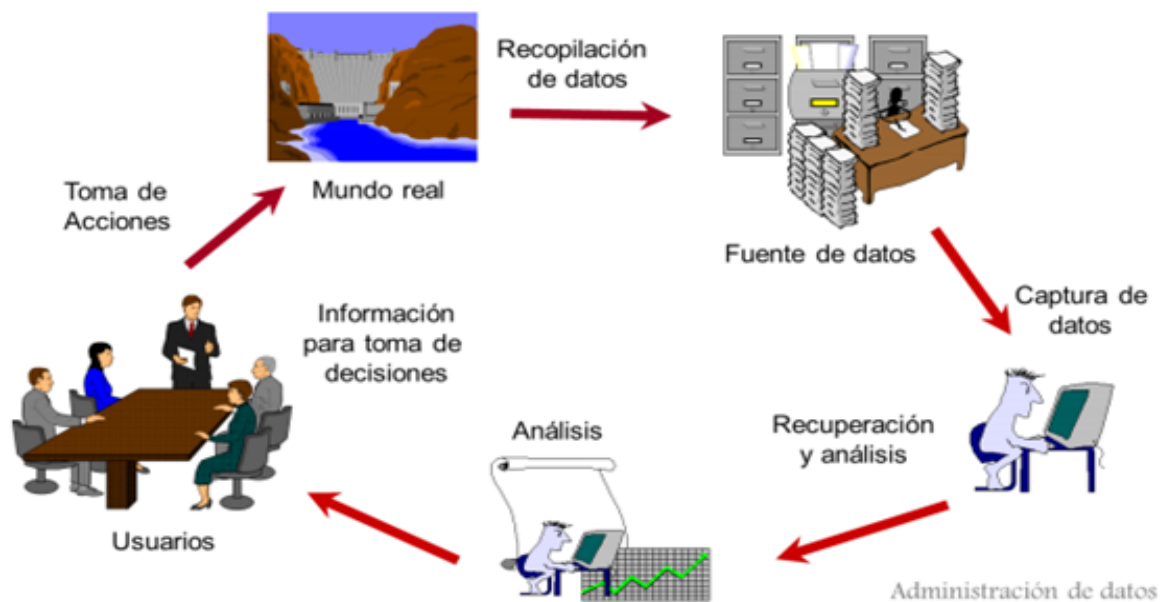 Recopilación
de datos
Toma de
Acciones
Mundo real
Fuente de datos
Captura de
datos
Información
para toma de
decisiones
Análisis
Recuperación
y análisis
Usuarios
Administración de datos